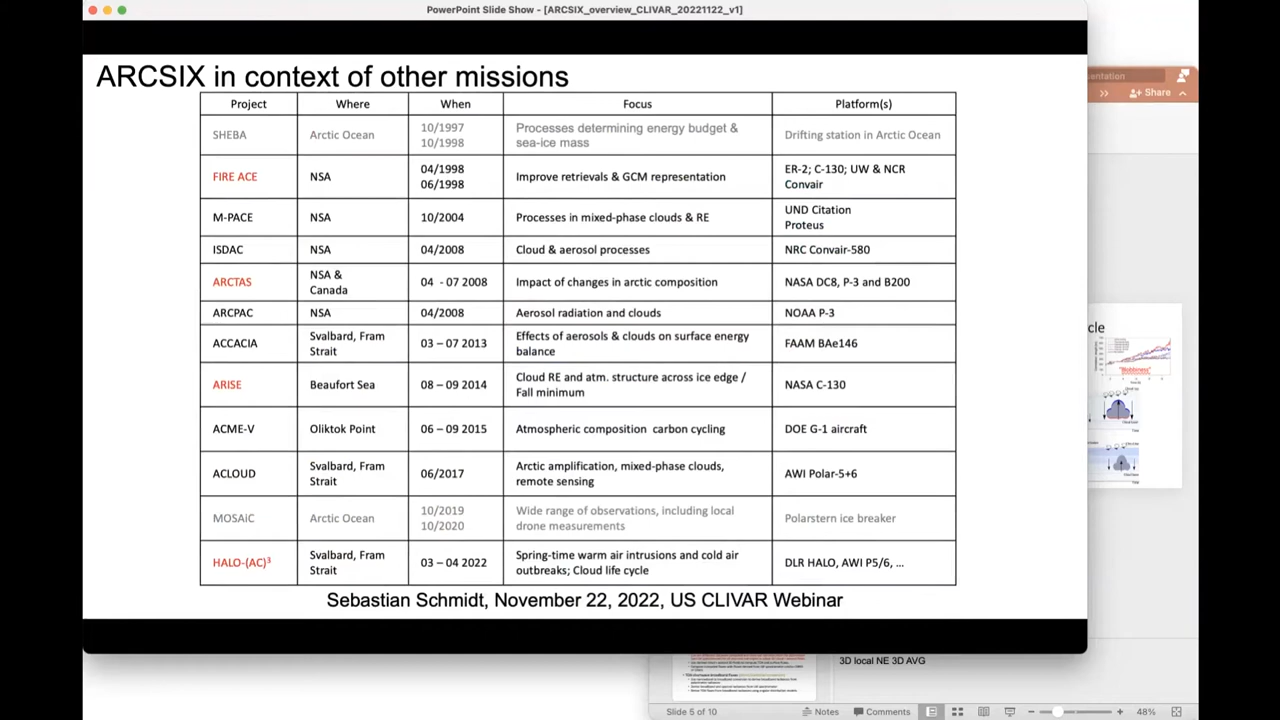 PowerPoint Slide Show - [ARCSIX_overview_CLIVAR_20221122_v1]
ARCSIX in context of other missions
Project Where When Focus Platform(s)
SHEBA Arctic Ocean 10/1997 10/1998 Processes determining energy budget & sea-ice mass Drifting station in Arctic Ocean
FIRE ACE NSA 04/1998 06/1998 Improve retrievals & GCM representation ER-2; C-130; UW & NCR Convair
M-PACE NSA 10/2004 Processes in mixed-phase clouds & RE UND Citation Proteus
ISDAC NSA 04/2008 Cloud & aerosol processes NRC Convair-580
ARCTAS NSA & Canada 04 - 07 2008 Impact of changes in arctic composition NASA DC8, P-3 and B200
ARCPAC NSA 04/2008 Aerosol radiation and clouds NOAA P-3
ACCACIA Svalbard, Fram Strait 03 – 07 2013 Effects of aerosols & clouds on surface energy balance FAAM BAe146
ARISE Beaufort Sea 08 – 09 2014 Cloud RE and atm. structure across ice edge / Fall minimum NASA C-130
ACME-V Oliktok Point 06 – 09 2015 Atmospheric composition carbon cycling DOE G-1 aircraft
ACLOUD Svalbard, Fram Strait 06/2017 Arctic amplification, mixed-phase clouds, remote sensing AWI Polar-5+6
MOSAiC Arctic Ocean 10/2019 10/2020 Wide range of observations, including local drone measurements Polarstern ice breaker
HALO-(AC)³ Svalbard, Fram Strait 03 – 04 2022 Spring-time warm air intrusions and cold air outbreaks; Cloud life cycle DLR HALO, AWI P5/6, ...
Sebastian Schmidt, November 22, 2022, US CLIVAR Webinar
entation
Share
cle
"Blobbiness"
3D local NE 3D AVG
Slide 5 of 10
Notes
Comments
48%